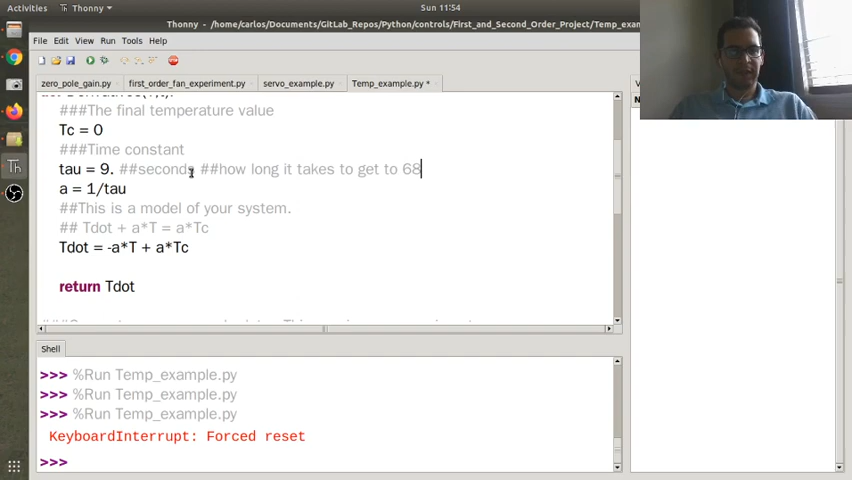 Activities
Thonny
Sun 11:54
Thonny - /home/carlos/Documents/GitLab_Repos/Python/controls/First_and_Second_Order_Project/Temp_exam
File Edit View Run Tools Help
zero_pole_gain.py
first_order_fan_experiment.py
servo_example.py
Temp_example.py *
###The final temperature value
Tc = 0
###Time constant
tau = 9. ##seconds ##how long it takes to get to 68
a = 1/tau
##This is a model of your system.
## Tdot + a*T = a*Tc
Tdot = -a*T + a*Tc
return Tdot
Shell
>>> %Run Temp_example.py
>>> %Run Temp_example.py
>>> %Run Temp_example.py
KeyboardInterrupt: Forced reset
>>>